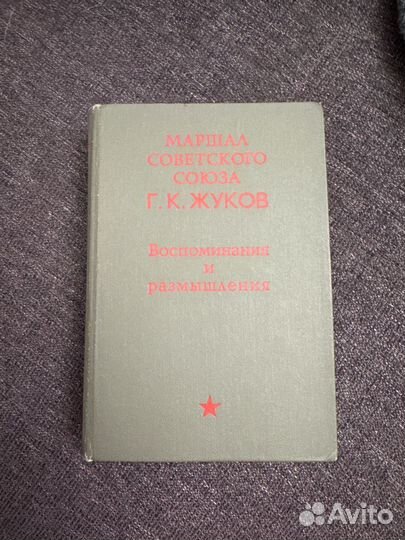 МАРШАЛ
СОВЕТСКОГО
СОЮЗА
Г. К. ЖУКОВ
Воспоминания
и
размышления
Avito